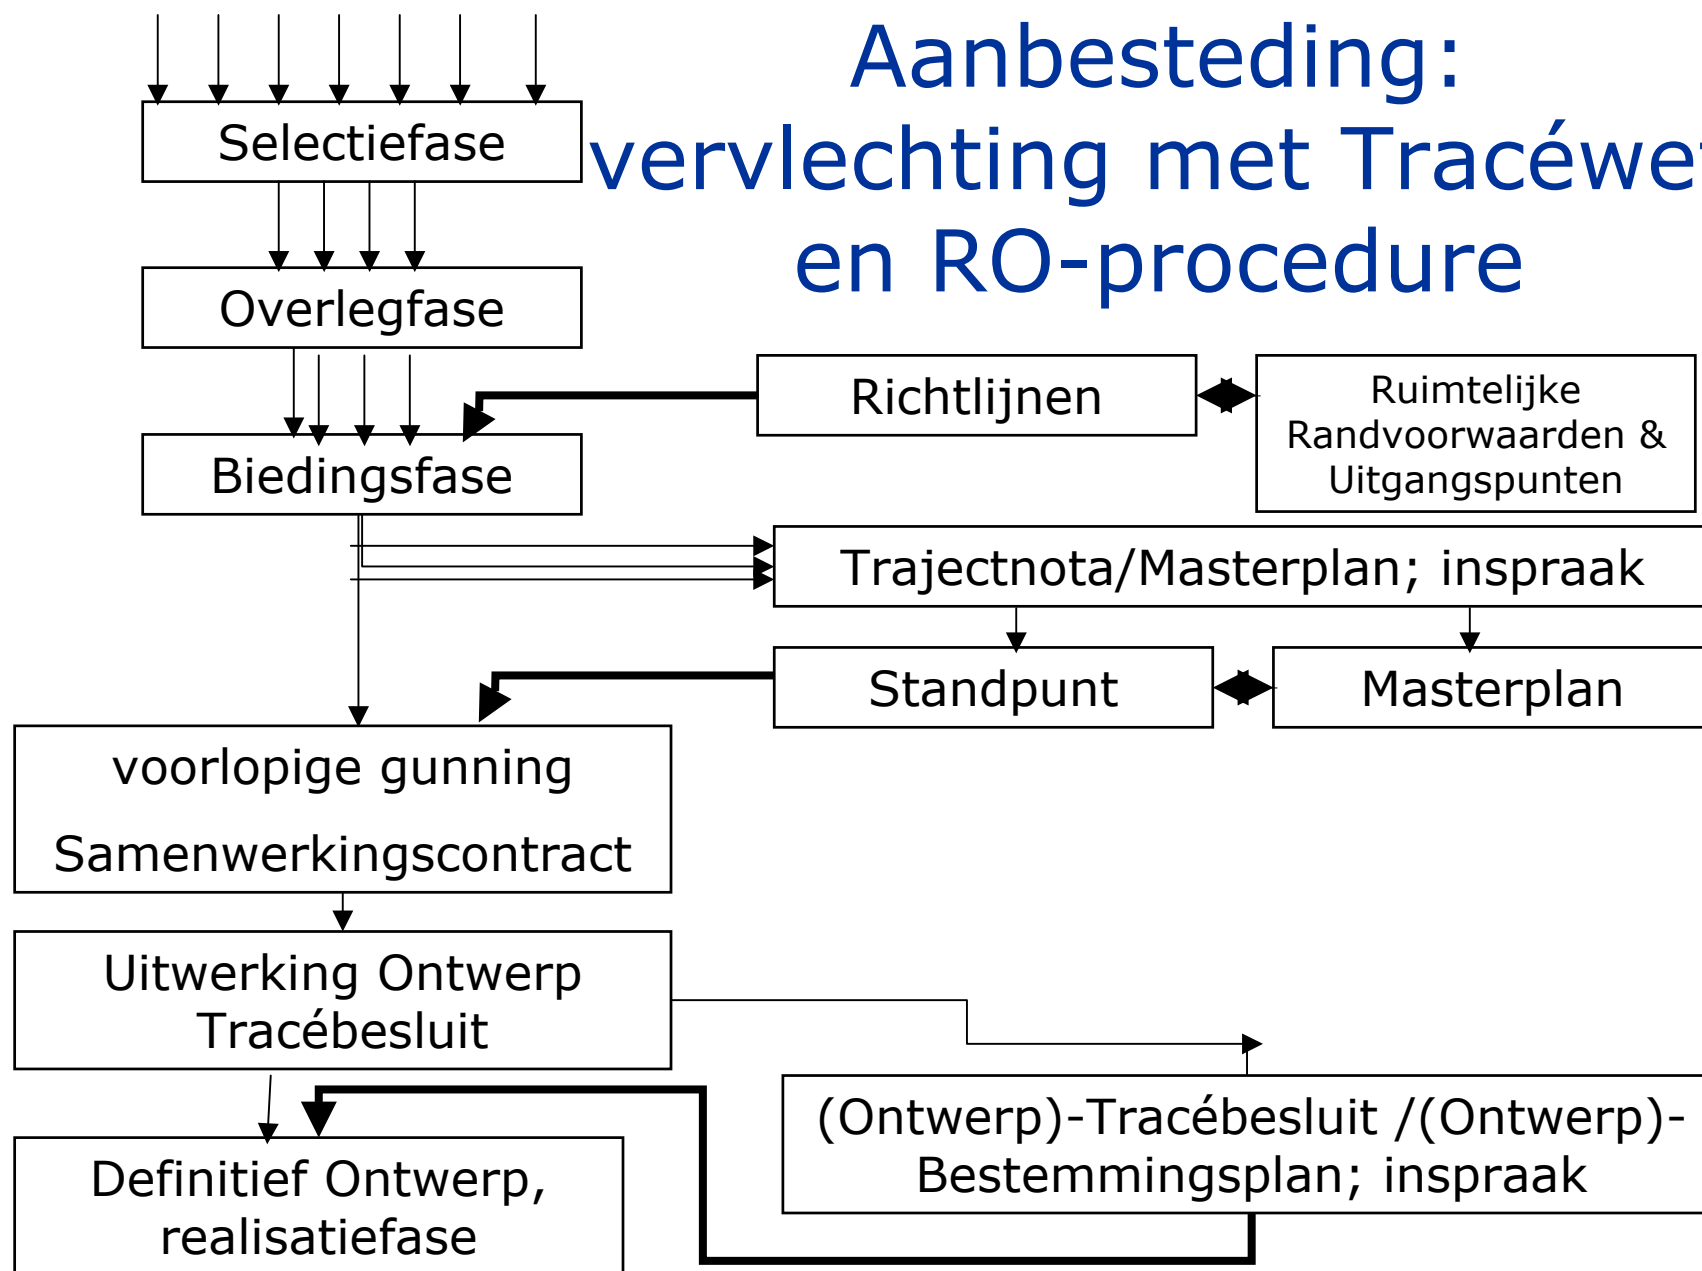 Aanbesteding:
vervlechting met Tracéwet
en RO-procedure
Selectiefase
Overlegfase
Richtlijnen
Ruimtelijke
Randvoorwaarden &
Uitgangspunten
Biedingsfase
Trajectnota/Masterplan; inspraak
Standpunt
Masterplan
voorlopige gunning
Samenwerkingscontract
Uitwerking Ontwerp
Tracébesluit
(Ontwerp)-Tracébesluit /(Ontwerp)-
Bestemmingsplan; inspraak
Definitief Ontwerp,
realisatiefase